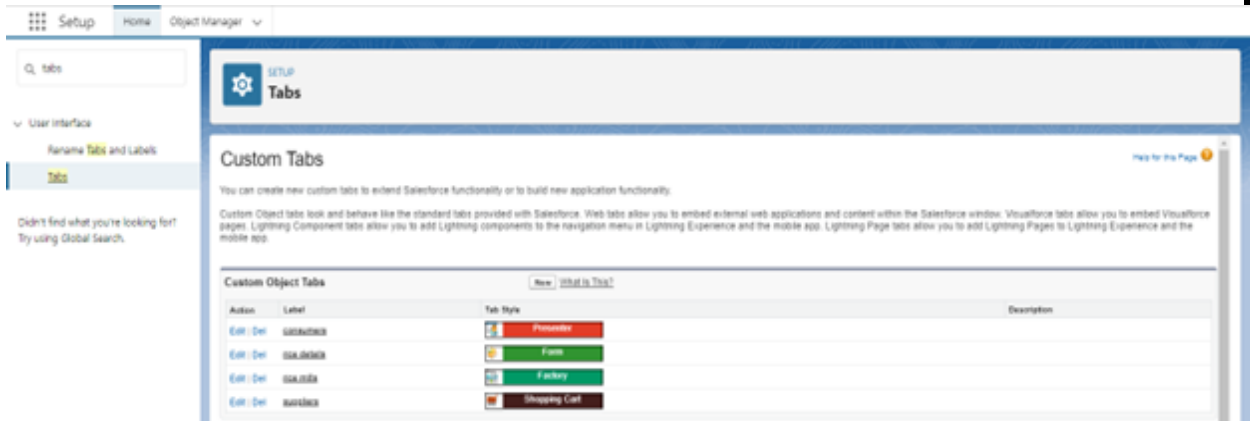 Setup Home Object Manager
tabs
SETUP
Tabs
User Interface
Rename Tabs and Labels
Tabs
Didn't find what you're looking for?
Try using Global Search.
Custom Tabs
Help for this Page
You can create new custom tabs to extend Salesforce functionality or to build new application functionality.
Custom Object tabs look and behave like the standard tabs provided with Salesforce. Web tabs allow you to embed external web applications and content within the Salesforce window. Visualforce tabs allow you to embed Visualforce
pages. Lightning Component tabs allow you to add Lightning components to the navigation menu in Lightning Experience and the mobile app. Lightning Page tabs allow you to add Lightning Pages to Lightning Experience and the
mobile app.
Custom Object Tabs New What Is This?
Action Label Tab Style Description
Edit | Del consumers Presenter
Edit | Del details Form
Edit | Del Factory
Edit | Del suppliers Shopping Cart